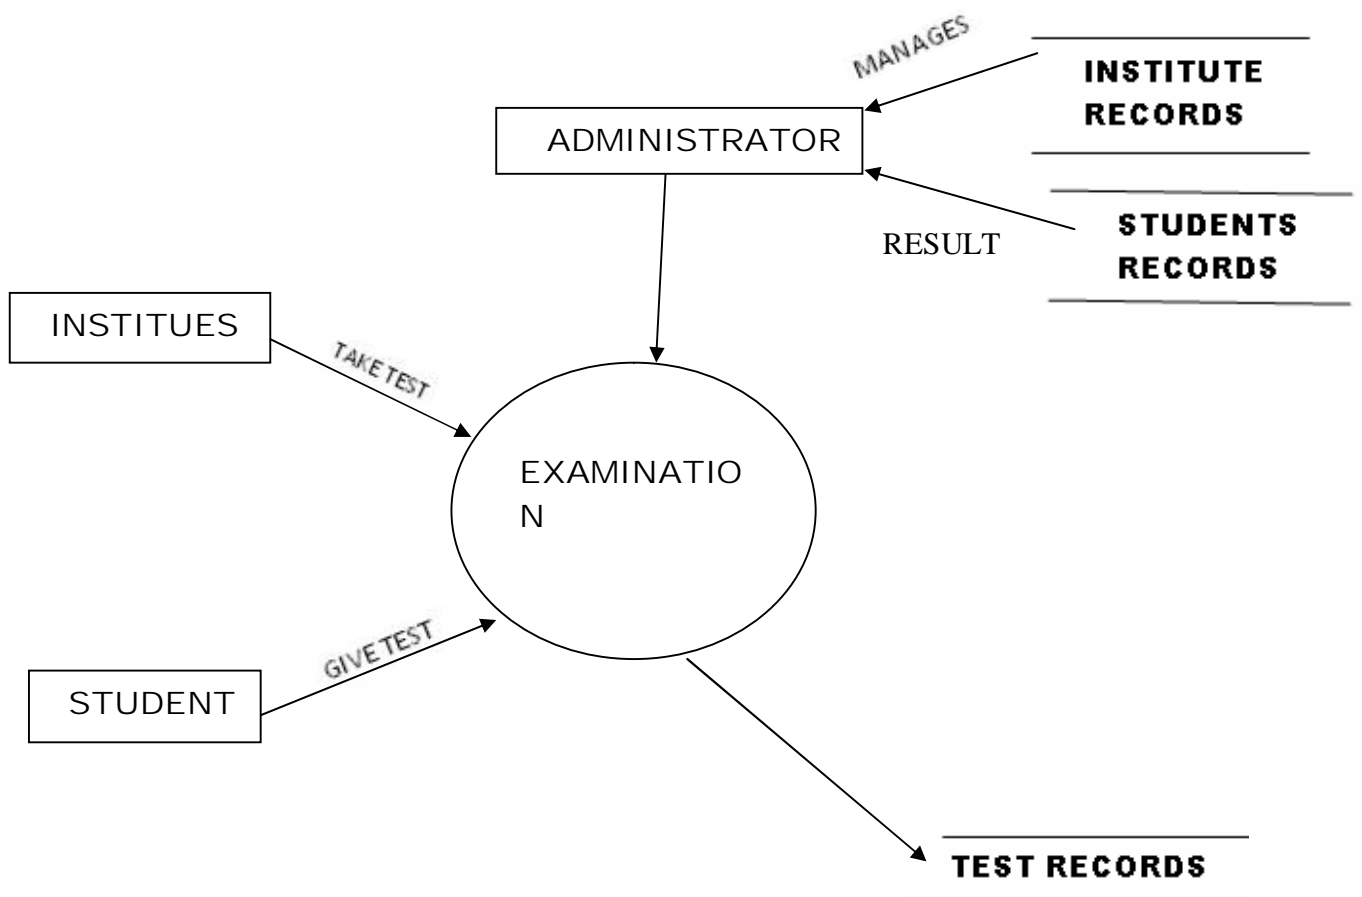 MANAGES
INSTITUTE
RECORDS
ADMINISTRATOR
STUDENTS
RECORDS
RESULT
INSTITUES
TAKE TEST
EXAMINATIO
N
GIVE TEST
STUDENT
TEST RECORDS